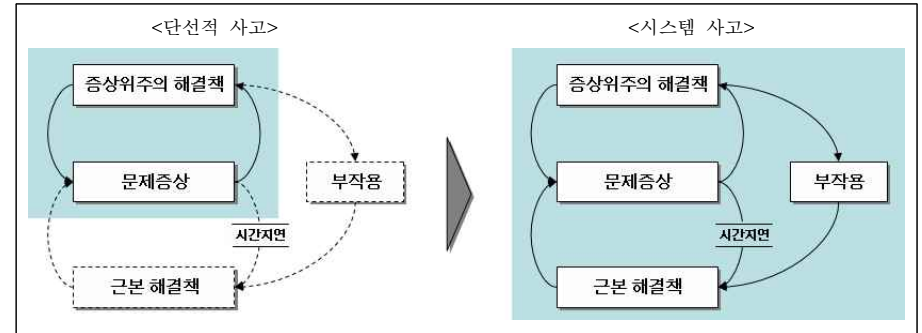 <단선적 사고>
증상위주의 해결책
문제증상
부작용
시간지연
근본 해결책
<시스템 사고>
증상위주의 해결책
문제증상
부작용
시간지연
근본 해결책